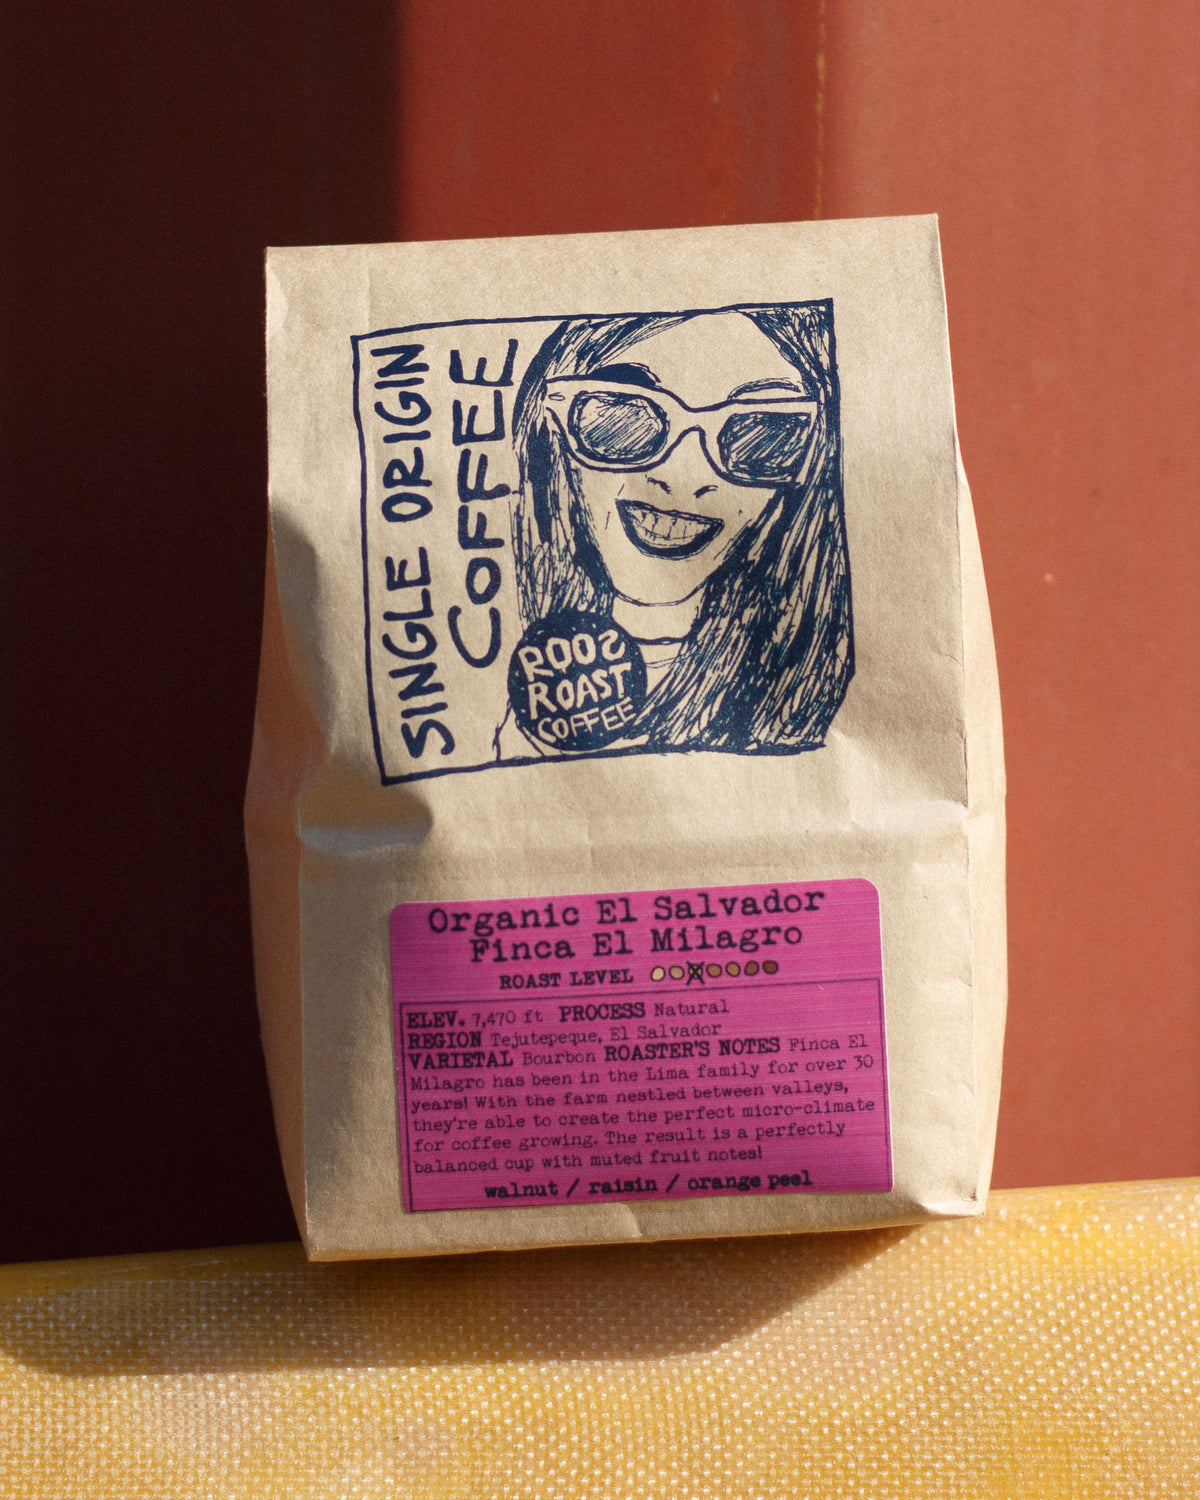 SINGLE ORIGIN
COFFEE
ROOS
ROAST
COFFEE
Organic El Salvador
Finca El Milagro
ROAST LEVEL
ELEV. 7,470 ft PROCESS Natural
REGION Tejutepeque, El Salvador
VARIETAL Bourbon ROASTER'S NOTES Finca El
Milagro has been in the Lima family for over 30
years! With the farm nestled between valleys,
they're able to create the perfect micro-climate
for coffee growing. The result is a perfectly
balanced cup with muted fruit notes!
walnut / raisin / orange peel